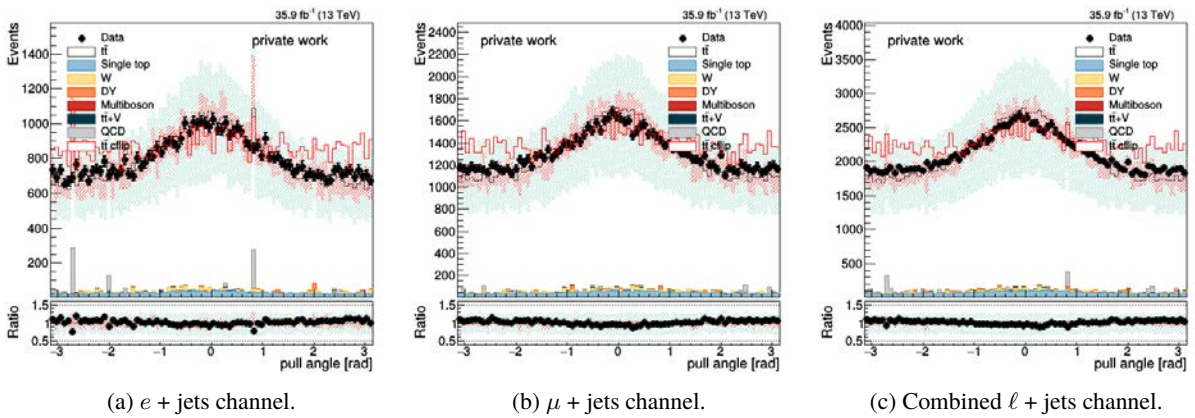 35.9 fb⁻¹ (13 TeV)
Events
private work
Data
tt̄
Single top
W
DY
Multiboson
tt̄+V
QCD
tt̄ cflip
1400
1200
1000
800
600
400
200
Ratio
1.5
1
0.5
−3 −2 −1 0 1 2 3
pull angle [rad]
(a) e + jets channel.
35.9 fb⁻¹ (13 TeV)
Events
private work
Data
tt̄
Single top
W
DY
Multiboson
tt̄+V
QCD
tt̄ cflip
2400
2200
2000
1800
1600
1400
1200
1000
800
600
400
200
Ratio
1.5
1
0.5
−3 −2 −1 0 1 2 3
pull angle [rad]
(b) μ + jets channel.
35.9 fb⁻¹ (13 TeV)
Events
private work
Data
tt̄
Single top
W
DY
Multiboson
tt̄+V
QCD
tt̄ cflip
4000
3500
3000
2500
2000
1500
1000
500
Ratio
1.5
1
0.5
−3 −2 −1 0 1 2 3
pull angle [rad]
(c) Combined ℓ + jets channel.